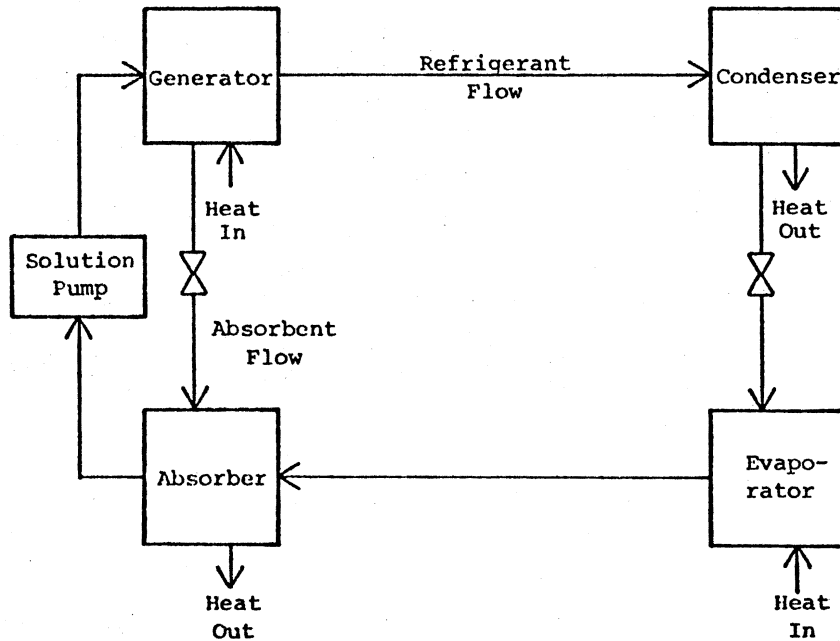 Generator
Refrigerant
Flow
Condenser
Heat
In
Heat
Out
Solution
Pump
Absorbent
Flow
Absorber
Evapo-
rator
Heat
Out
Heat
In